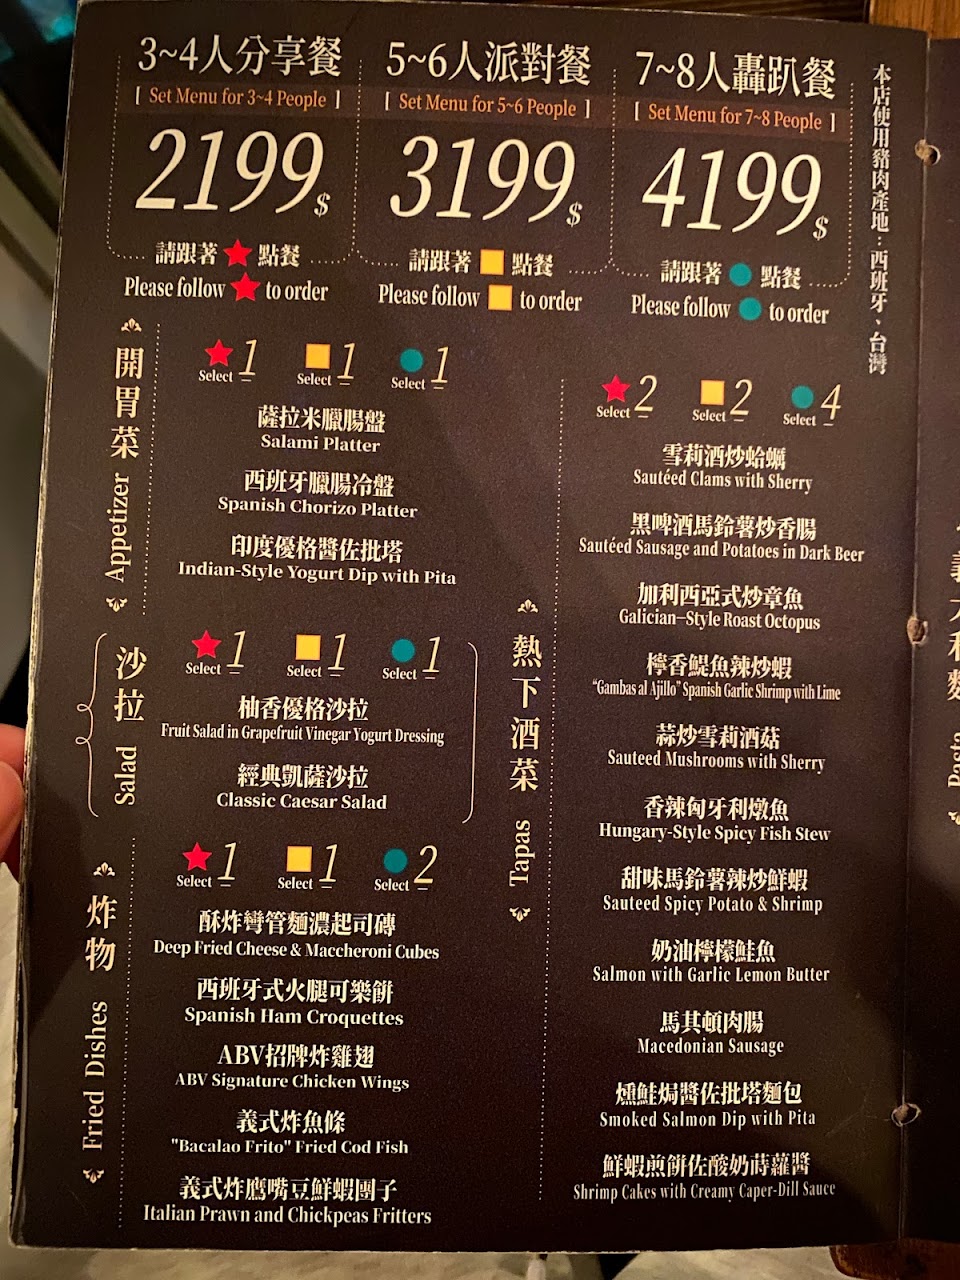 3~4人分享餐
[ Set Menu for 3~4 People ]
2199$
請跟著★點餐
Please follow ★ to order
5~6人派對餐
[ Set Menu for 5~6 People ]
3199$
請跟著■點餐
Please follow ■ to order
7~8人轟趴餐
[ Set Menu for 7~8 People ]
4199$
請跟著●點餐
Please follow ● to order
本店使用豬肉產地:西班牙、台灣
開胃菜 Appetizer
★ Select 1 ■ Select 1 ● Select 1
薩拉米臘腸盤
Salami Platter
西班牙臘腸冷盤
Spanish Chorizo Platter
印度優格醬佐批塔
Indian-Style Yogurt Dip with Pita
沙拉 Salad
★ Select 1 ■ Select 1 ● Select 1
柚香優格沙拉
Fruit Salad in Grapefruit Vinegar Yogurt Dressing
經典凱薩沙拉
Classic Caesar Salad
炸物 Fried Dishes
★ Select 1 ■ Select 1 ● Select 2
酥炸彎管麵濃起司磚
Deep Fried Cheese & Maccheroni Cubes
西班牙式火腿可樂餅
Spanish Ham Croquettes
ABV招牌炸雞翅
ABV Signature Chicken Wings
義式炸魚條
"Bacalao Frito" Fried Cod Fish
義式炸鷹嘴豆鮮蝦團子
Italian Prawn and Chickpeas Fritters
熱下酒菜 Tapas
★ Select 2 ■ Select 2 ● Select 4
雪莉酒炒蛤蠣
Sautéed Clams with Sherry
黑啤酒馬鈴薯炒香腸
Sautéed Sausage and Potatoes in Dark Beer
加利西亞式炒章魚
Galician–Style Roast Octopus
檸香鯷魚辣炒蝦
“Gambas al Ajillo” Spanish Garlic Shrimp with Lime
蒜炒雪莉酒菇
Sauteed Mushrooms with Sherry
香辣匈牙利燉魚
Hungary-Style Spicy Fish Stew
甜味馬鈴薯辣炒鮮蝦
Sauteed Spicy Potato & Shrimp
奶油檸檬鮭魚
Salmon with Garlic Lemon Butter
馬其頓肉腸
Macedonian Sausage
燻鮭焗醬佐批塔麵包
Smoked Salmon Dip with Pita
鮮蝦煎餅佐酸奶蒔蘿醬
Shrimp Cakes with Creamy Caper-Dill Sauce
Pasta